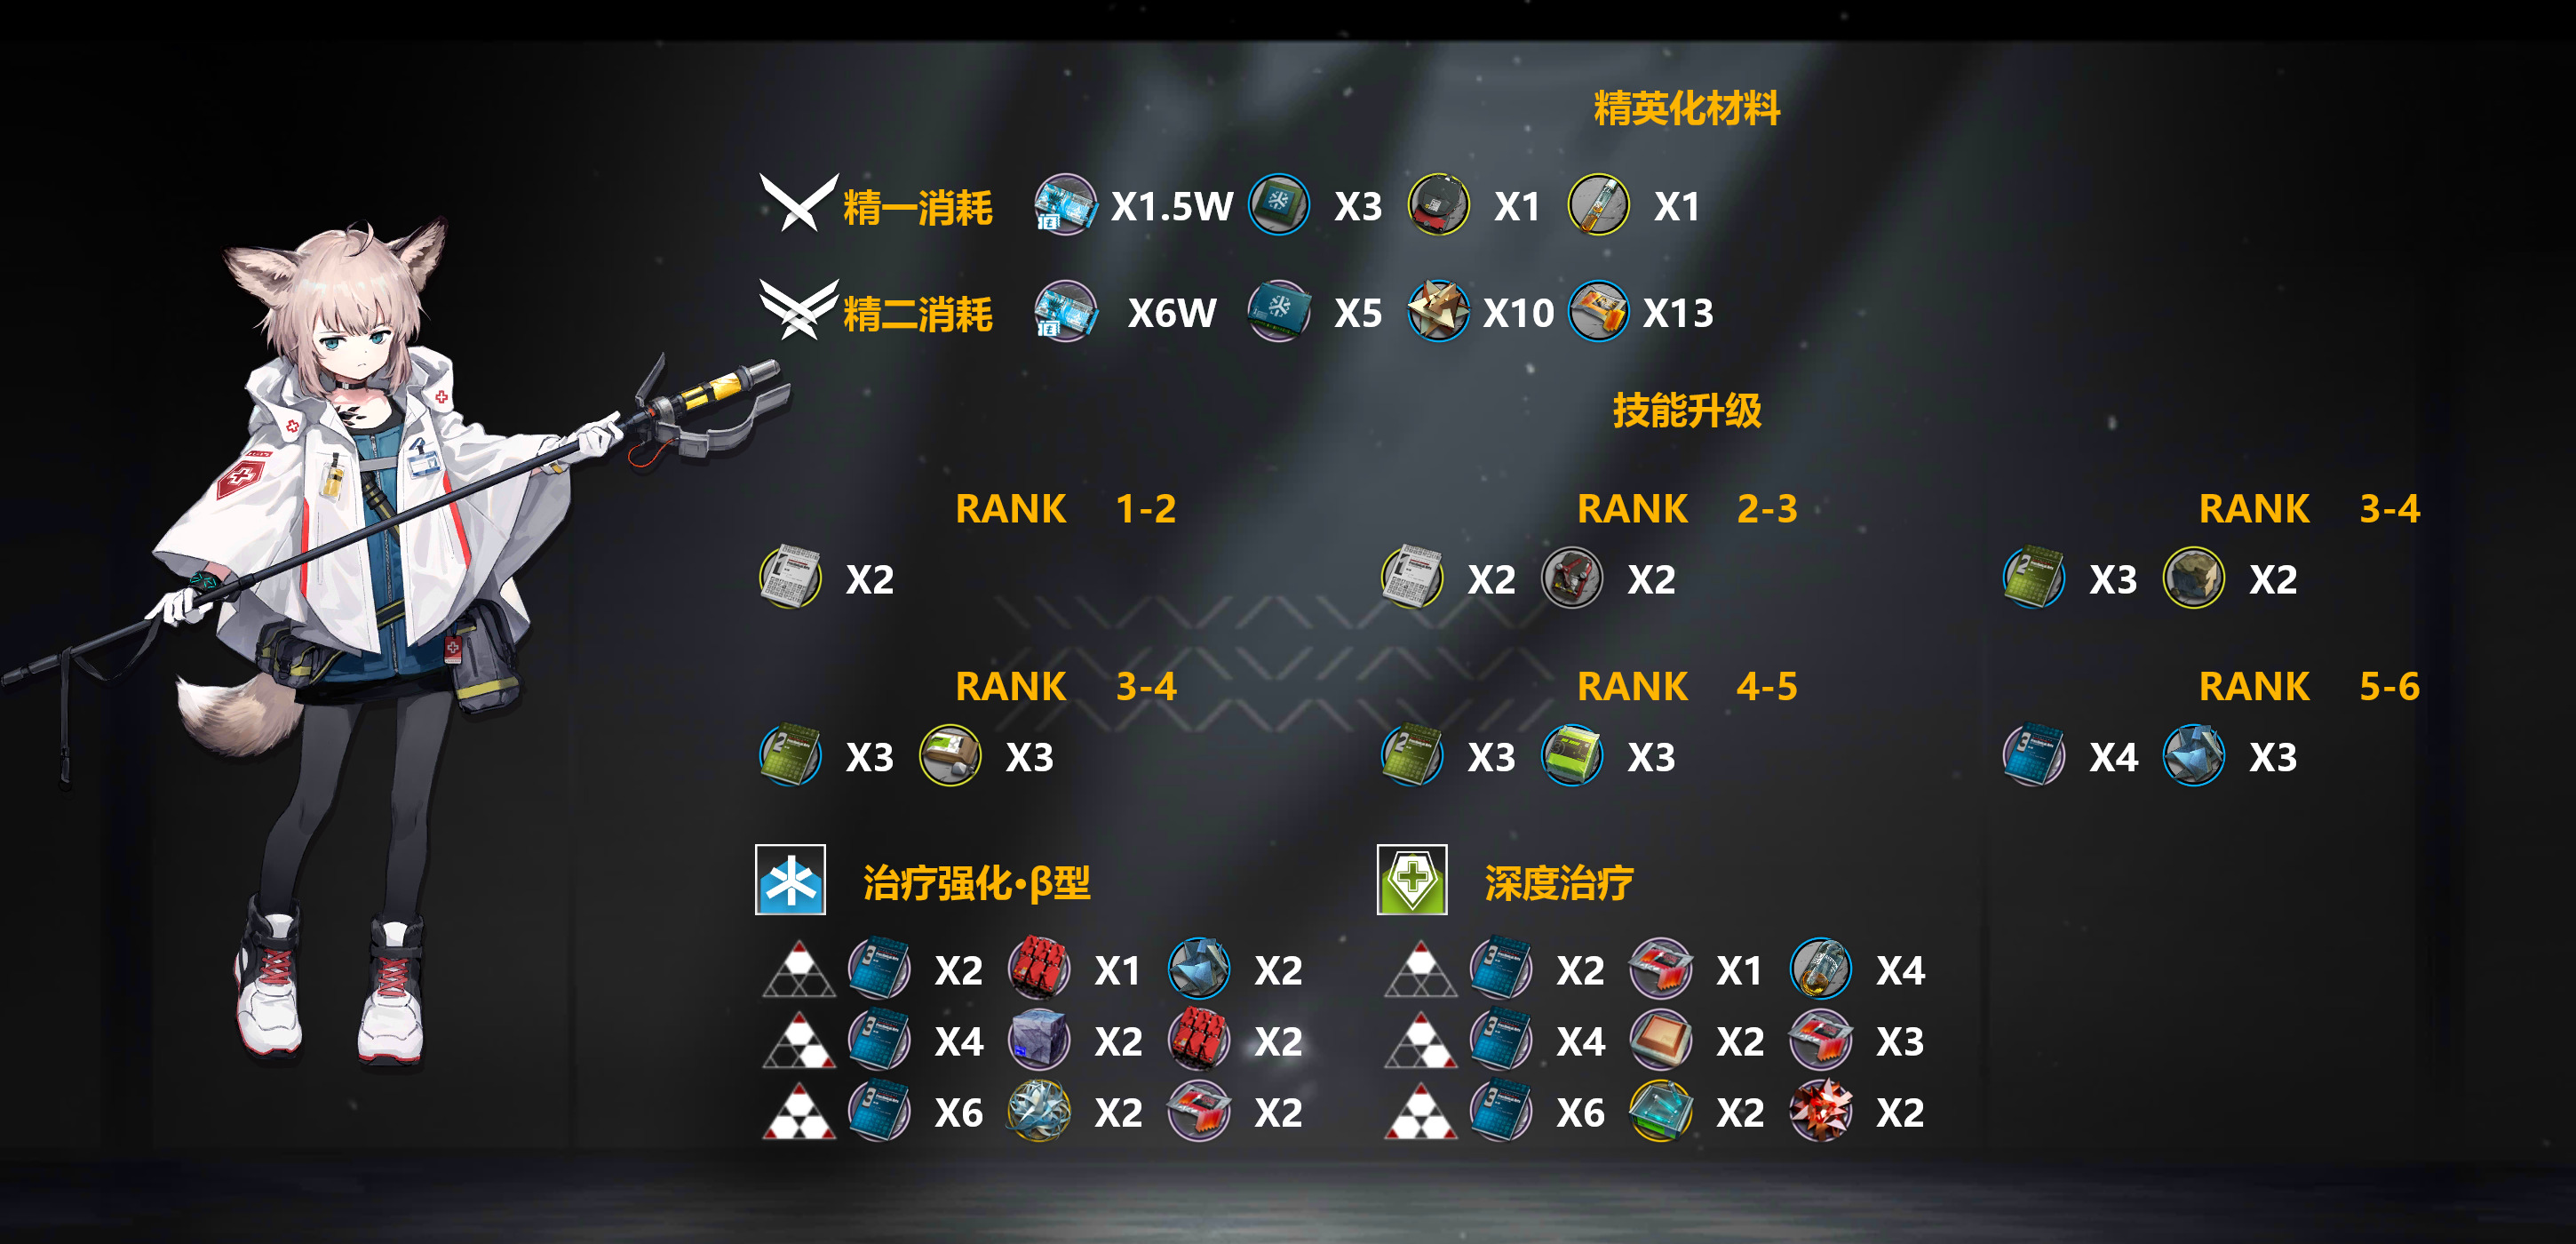 精英化材料
精一消耗 X1.5W X3 X1 X1
精二消耗 X6W X5 X10 X13
技能升级
RANK 1-2 RANK 2-3 RANK 3-4
X2 X2 X2 X3 X2
RANK 3-4 RANK 4-5 RANK 5-6
X3 X3 X3 X3 X4 X3
治疗强化·β型 深度治疗
X2 X1 X2 X2 X1 X4
X4 X2 X2 X4 X2 X3
X6 X2 X2 X6 X2 X2